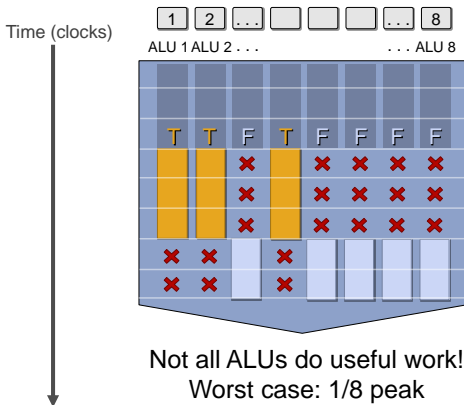 1 2 ... ... 8
Time (clocks)
ALU 1 ALU 2 . . . . . . ALU 8
T T F T F F F F
Not all ALUs do useful work!
Worst case: 1/8 peak